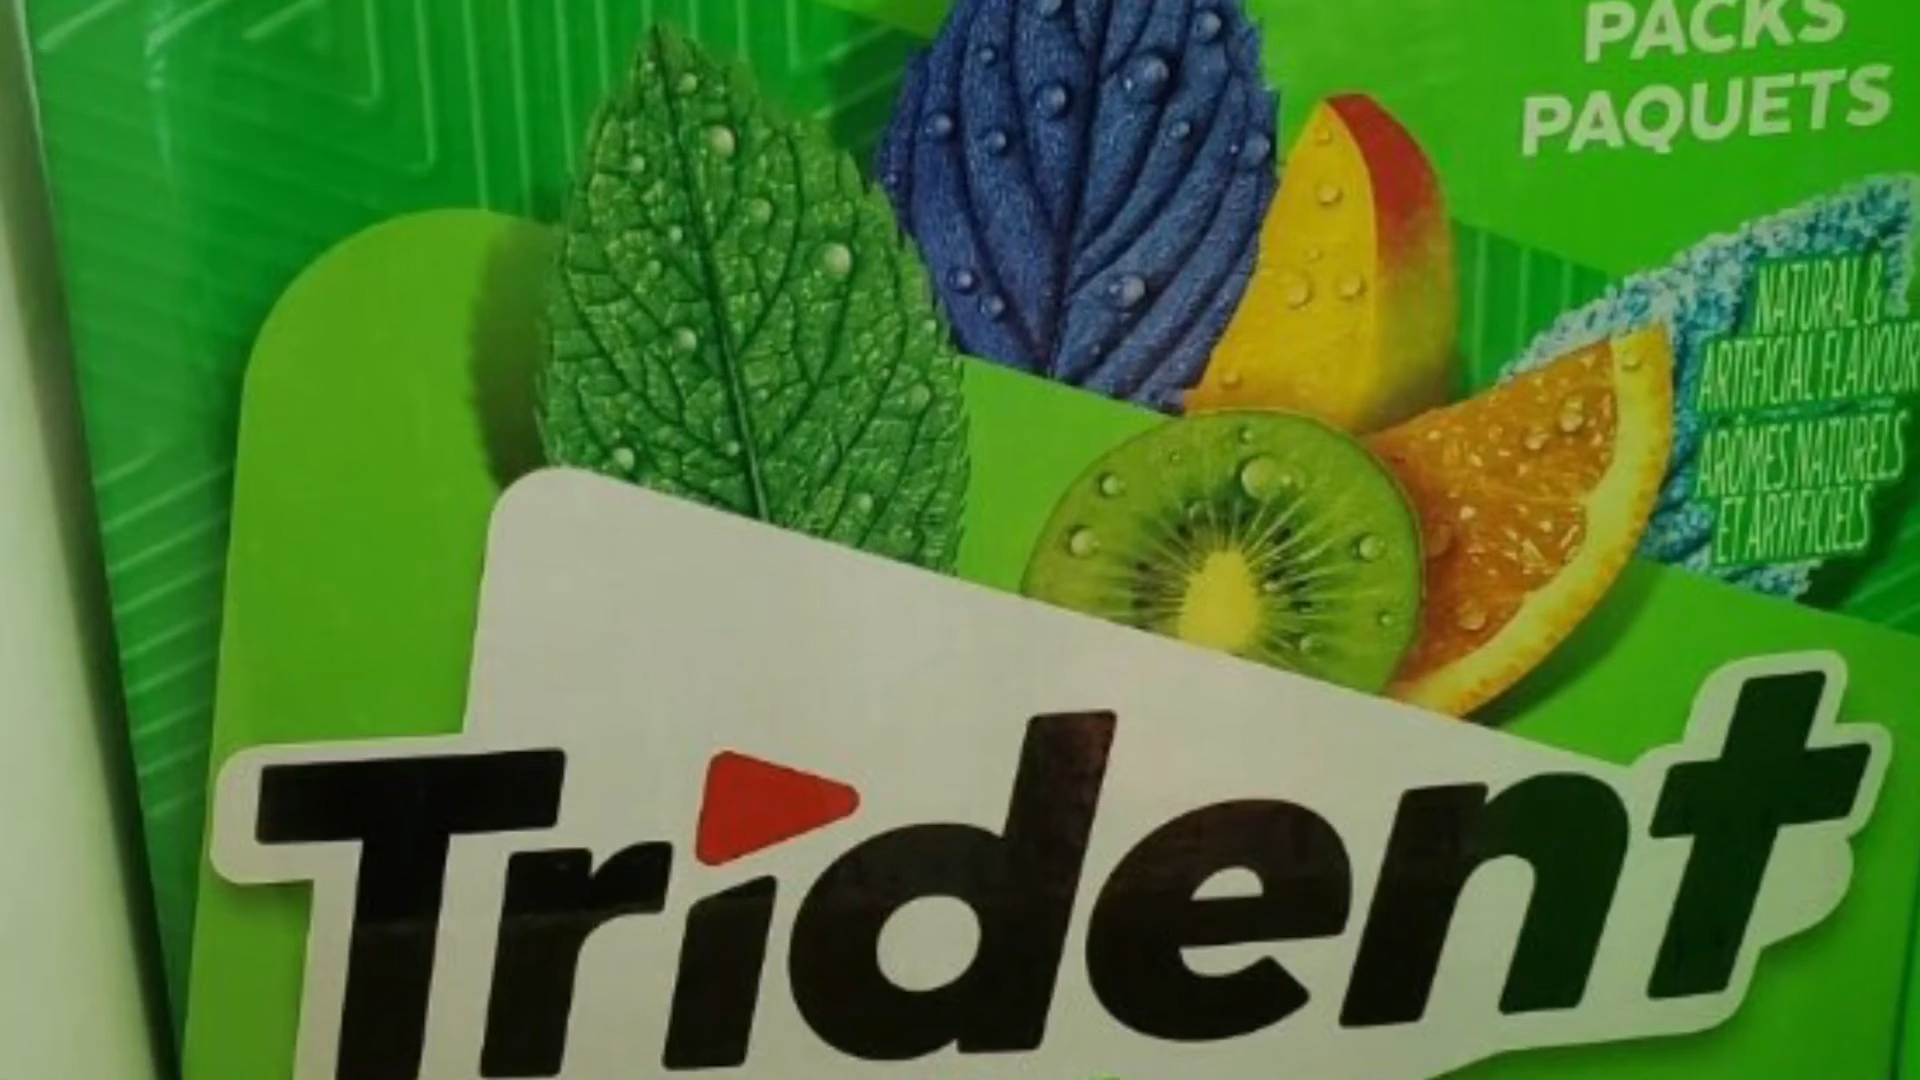 PACKS
PAQUETS
NATURAL &
ARTIFICIAL FLAVOUR
ARÔMES NATURELS
ET ARTIFICIELS
Trident